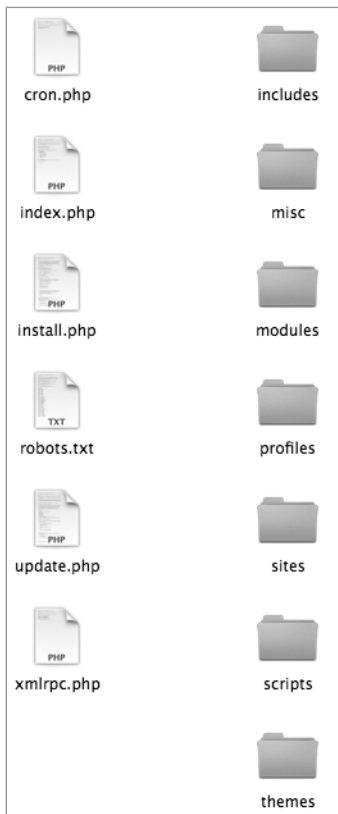 PHP
cron.php
includes
PHP
index.php
misc
PHP
install.php
modules
TXT
robots.txt
profiles
PHP
update.php
sites
PHP
xmlrpc.php
scripts
themes